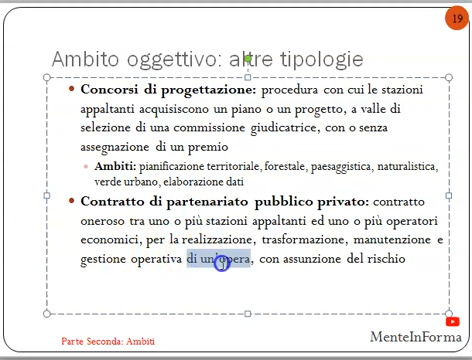 19
Ambito oggettivo: altre tipologie
Concorsi di progettazione: procedura con cui le stazioni
appaltanti acquisiscono un piano o un progetto, a valle di
selezione di una commissione giudicatrice, con o senza
assegnazione di un premio
Ambiti: pianificazione territoriale, forestale, paesaggistica, naturalistica,
verde urbano, elaborazione dati
Contratto di partenariato pubblico privato: contratto
oneroso tra uno o più stazioni appaltanti ed uno o più operatori
economici, per la realizzazione, trasformazione, manutenzione e
gestione operativa di un'opera, con assunzione del rischio
MenteInForma
Parte Seconda: Ambiti